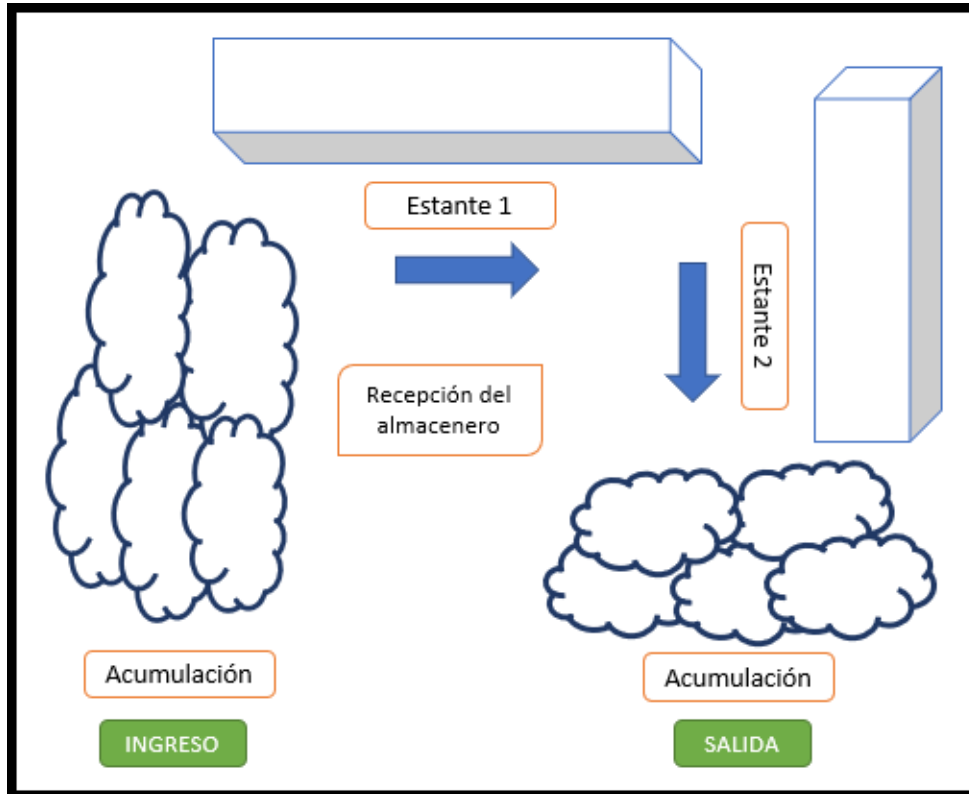 Estante 1
Estante 2
Recepción del
almacenero
Acumulación
Acumulación
INGRESO
SALIDA